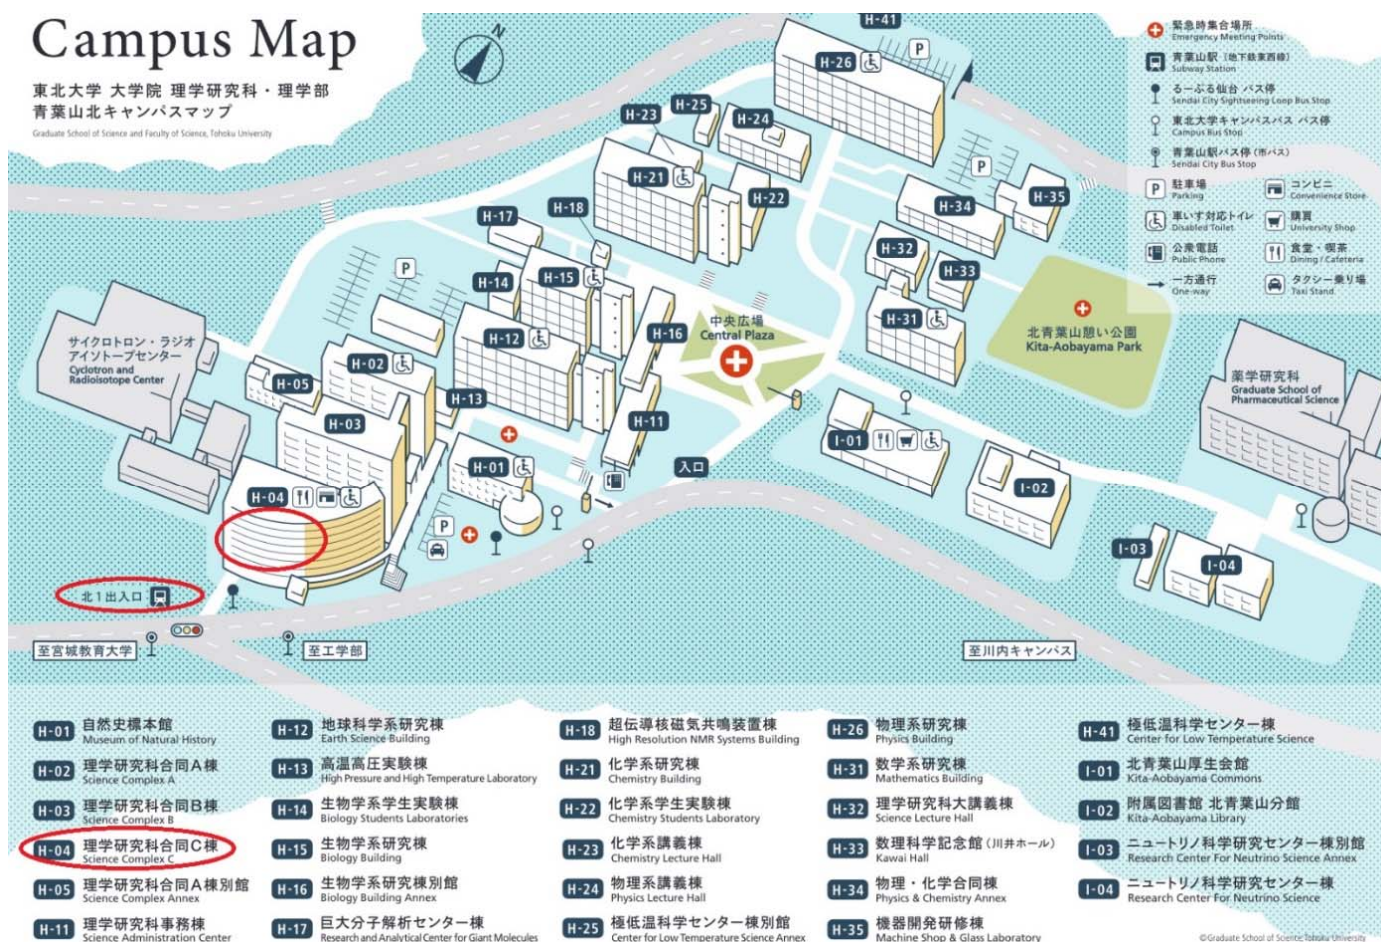 Campus Map
東北大学 大学院 理学研究科・理学部
青葉山北キャンパスマップ
Graduate School of Science and Faculty of Science, Tohoku University
N
緊急時集合場所
Emergency Meeting Points
青葉山駅(地下鉄東西線)
Subway Station
るーぷる仙台 バス停
Sendai City Sightseeing Loop Bus Stop
東北大学キャンパスバス バス停
Campus Bus Stop
青葉山駅バス停(市バス)
Sendai City Bus Stop
P 駐車場
Parking
コンビニ
Convenience Store
車いす対応トイレ
Disabled Toilet
購買
University Shop
公衆電話
Public Phone
食堂・喫茶
Dining / Cafeteria
一方通行
One-way
タクシー乗り場
Taxi Stand
H-41
P
H-26
H-25
H-23
H-24
P
H-21
H-22
H-35
H-34
H-18
H-17
H-32
H-33
P
H-15
H-14
H-31
中央広場
Central Plaza
北青葉山憩い公園
Kita-Aobayama Park
H-16
H-12
サイクロトロン・ラジオ
アイソトープセンター
Cyclotron and
Radioisotope Center
H-02
H-05
H-13
薬学研究科
Graduate School of
Pharmaceutical Science
H-03
H-11
I-01
H-01
入口
I-02
H-04
P
I-03
I-04
北1出入口
至宮城教育大学
至工学部
至川内キャンパス
H-01 自然史標本館
Museum of Natural History
H-02 理学研究科合同A棟
Science Complex A
H-03 理学研究科合同B棟
Science Complex B
H-04 理学研究科合同C棟
Science Complex C
H-05 理学研究科合同A棟別館
Science Complex Annex
H-11 理学研究科事務棟
Science Administration Center
H-12 地球科学系研究棟
Earth Science Building
H-13 高温高圧実験棟
High Pressure and High Temperature Laboratory
H-14 生物学系学生実験棟
Biology Students Laboratories
H-15 生物学系研究棟
Biology Building
H-16 生物学系研究棟別館
Biology Building Annex
H-17 巨大分子解析センター棟
Research and Analytical Center for Giant Molecules
H-18 超伝導核磁気共鳴装置棟
High Resolution NMR Systems Building
H-21 化学系研究棟
Chemistry Building
H-22 化学系学生実験棟
Chemistry Students Laboratory
H-23 化学系講義棟
Chemistry Lecture Hall
H-24 物理系講義棟
Physics Lecture Hall
H-25 極低温科学センター棟別館
Center for Low Temperature Science Annex
H-26 物理系研究棟
Physics Building
H-31 数学系研究棟
Mathematics Building
H-32 理学研究科大講義棟
Science Lecture Hall
H-33 数理科学記念館(川井ホール)
Kawai Hall
H-34 物理・化学合同棟
Physics & Chemistry Annex
H-35 機器開発研修棟
Machine Shop & Glass Laboratory
H-41 極低温科学センター棟
Center for Low Temperature Science
I-01 北青葉山厚生会館
Kita-Aobayama Commons
I-02 附属図書館 北青葉山分館
Kita-Aobayama Library
I-03 ニュートリノ科学研究センター棟別館
Research Center For Neutrino Science Annex
I-04 ニュートリノ科学研究センター棟
Research Center For Neutrino Science
©Graduate School of Science Tohoku University